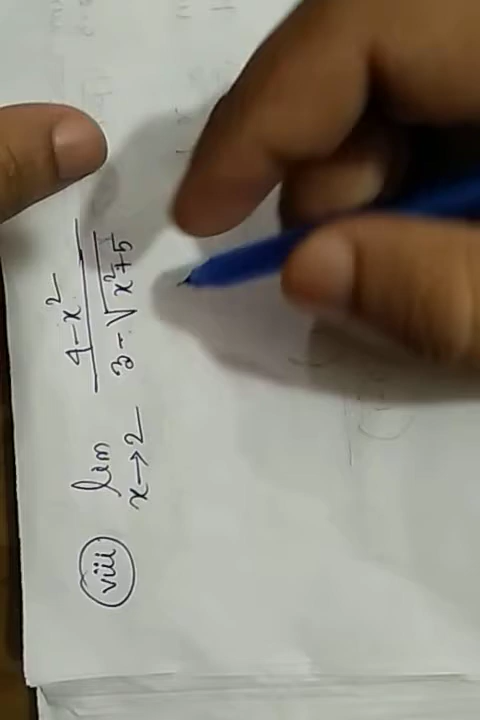 (viii) lim x→2 (4-x²)/(3-√(x²+5))